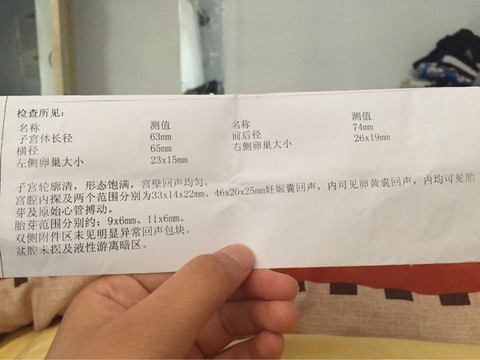 检查所见:
名称 测值 名称 测值
子宫体长径 63mm 前后径 74mm
横径 65mm 右侧卵巢大小 26x19mm
左侧卵巢大小 23x15mm
子宫轮廓清，形态饱满，宫壁回声均匀。
宫腔内探及两个范围分别为33x14x22mm、46x20x25mm妊娠囊回声，内可见卵黄囊回声，内均可见胎
芽及原始心管搏动。
胎芽范围分别约：9x6mm、11x6mm。
双侧附件区未见明显异常回声包块。
盆腔未探及液性游离暗区。